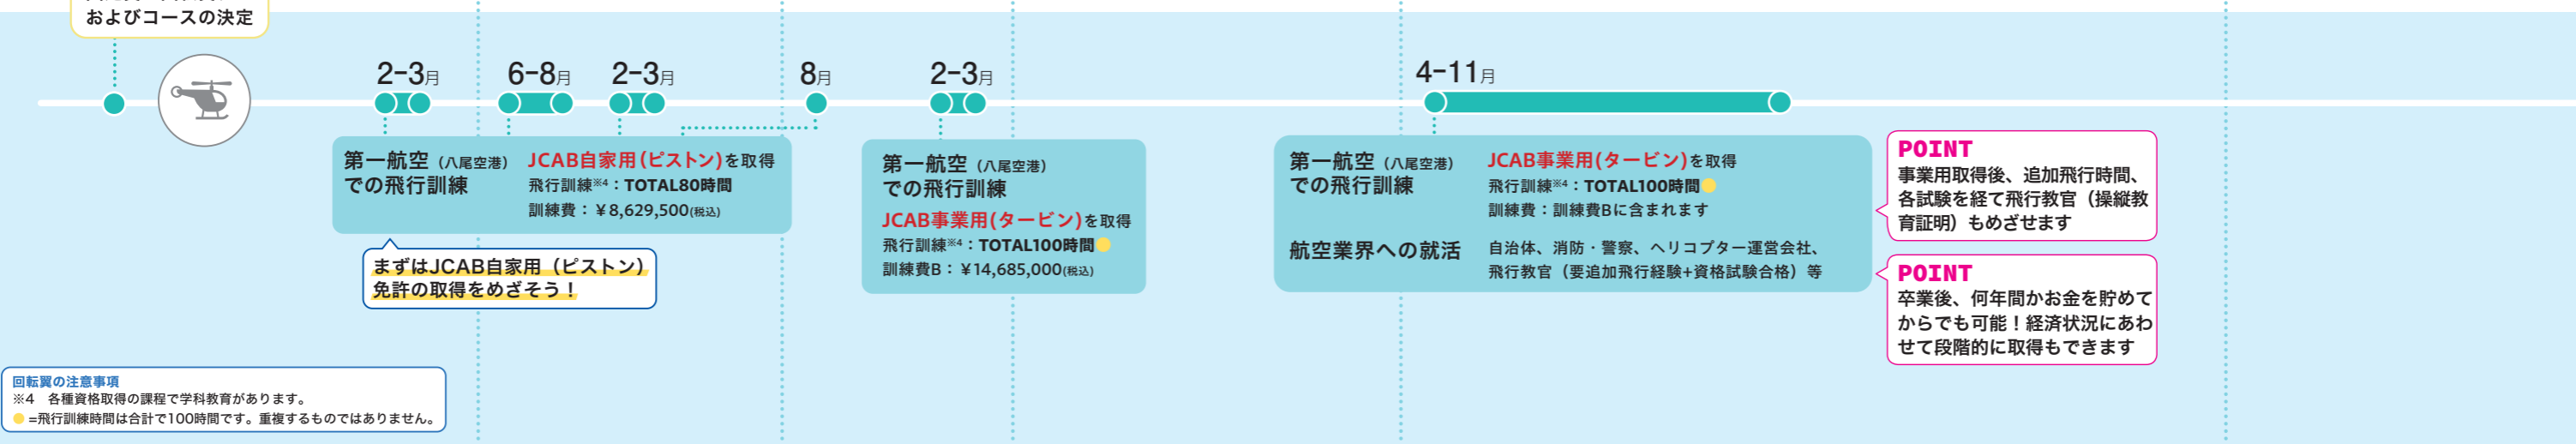 およびコースの決定
2-3月
6-8月
2-3月
8月
2-3月
4-11月
第一航空（八尾空港）
での飛行訓練
JCAB自家用（ピストン）を取得
飛行訓練※4：TOTAL80時間
訓練費：￥8,629,500(税込)
まずはJCAB自家用（ピストン）
免許の取得をめざそう！
第一航空（八尾空港）
での飛行訓練
JCAB事業用(タービン)を取得
飛行訓練※4：TOTAL100時間
訓練費B：￥14,685,000(税込)
第一航空（八尾空港）
での飛行訓練
JCAB事業用(タービン)を取得
飛行訓練※4：TOTAL100時間
訓練費：訓練費Bに含まれます
航空業界への就活
自治体、消防・警察、ヘリコプター運営会社、
飛行教官（要追加飛行経験+資格試験合格）等
POINT
事業用取得後、追加飛行時間、
各試験を経て飛行教官（操縦教
育証明）もめざせます
POINT
卒業後、何年間かお金を貯めて
からでも可能！経済状況にあわ
せて段階的に取得もできます
回転翼の注意事項
※4　各種資格取得の課程で学科教育があります。
=飛行訓練時間は合計で100時間です。重複するものではありません。